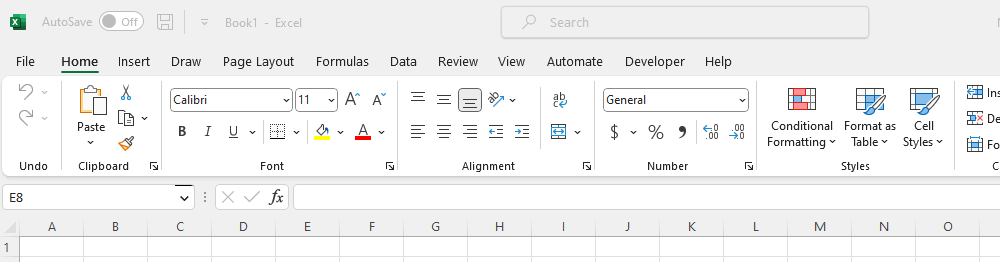 AutoSave Off Book1 - Excel Search
File Home Insert Draw Page Layout Formulas Data Review View Automate Developer Help
Calibri 11 General
Paste
B I U A $ % Conditional Formatting Format as Table Cell Styles
Undo Clipboard Font Alignment Number Styles
E8 fx
A B C D E F G H I J K L M N O
1